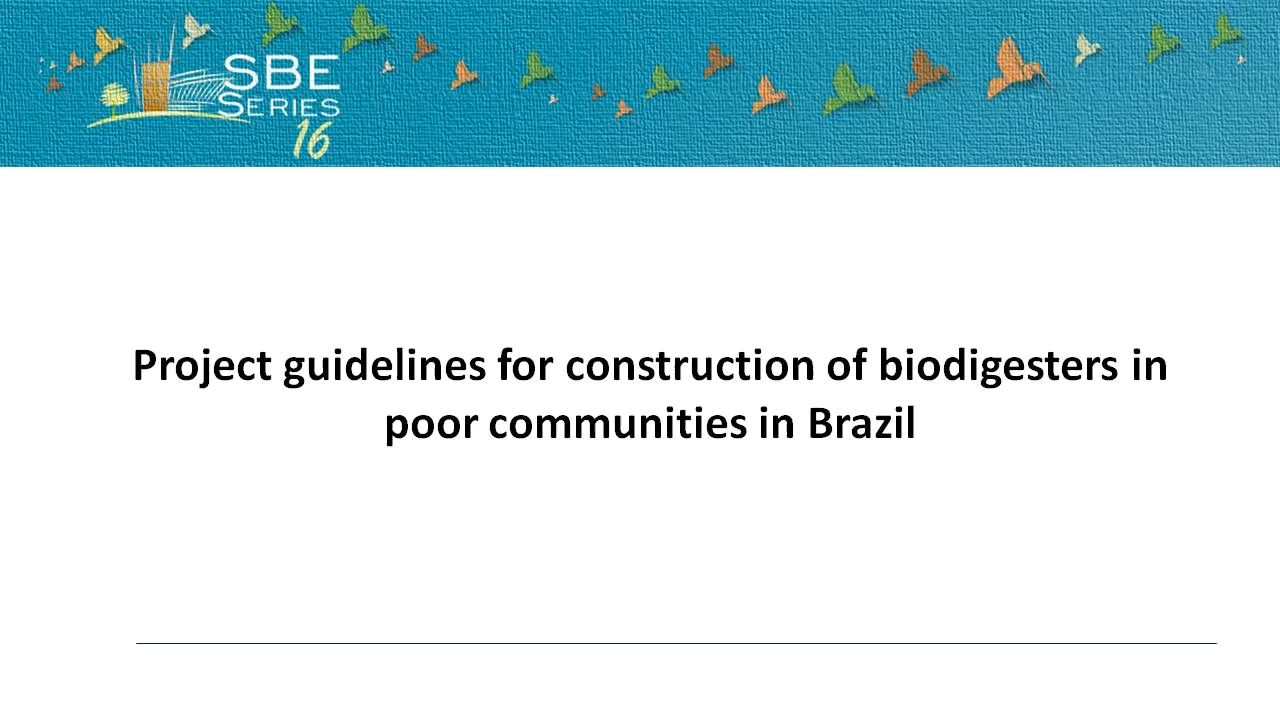 SBE
SERIES
16
Project guidelines for construction of biodigesters in
poor communities in Brazil